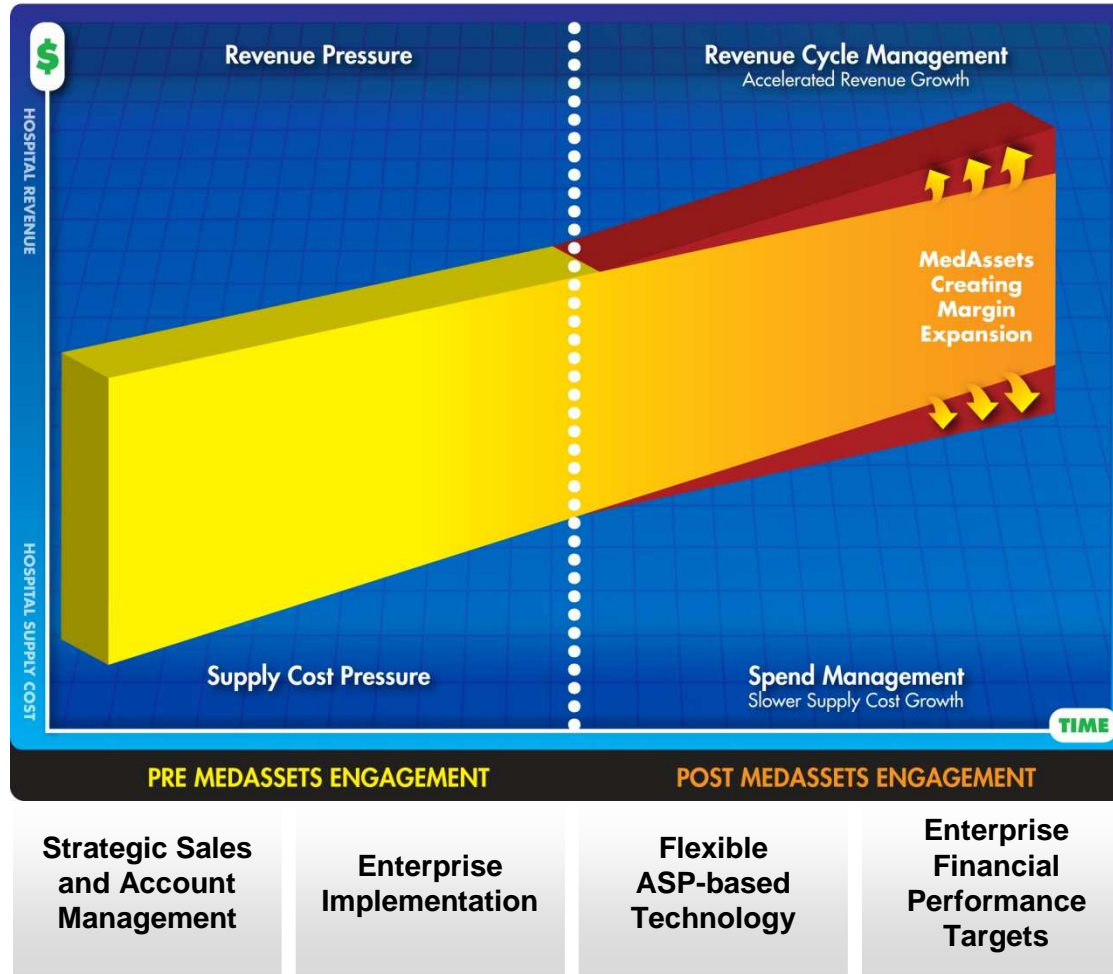 $
Revenue Pressure
Revenue Cycle Management
Accelerated Revenue Growth
HOSPITAL REVENUE
MedAssets
Creating
Margin
Expansion
HOSPITAL SUPPLY COST
Supply Cost Pressure
Spend Management
Slower Supply Cost Growth
TIME
PRE MEDASSETS ENGAGEMENT
POST MEDASSETS ENGAGEMENT
Strategic Sales
and Account
Management
Enterprise
Implementation
Flexible
ASP-based
Technology
Enterprise
Financial
Performance
Targets